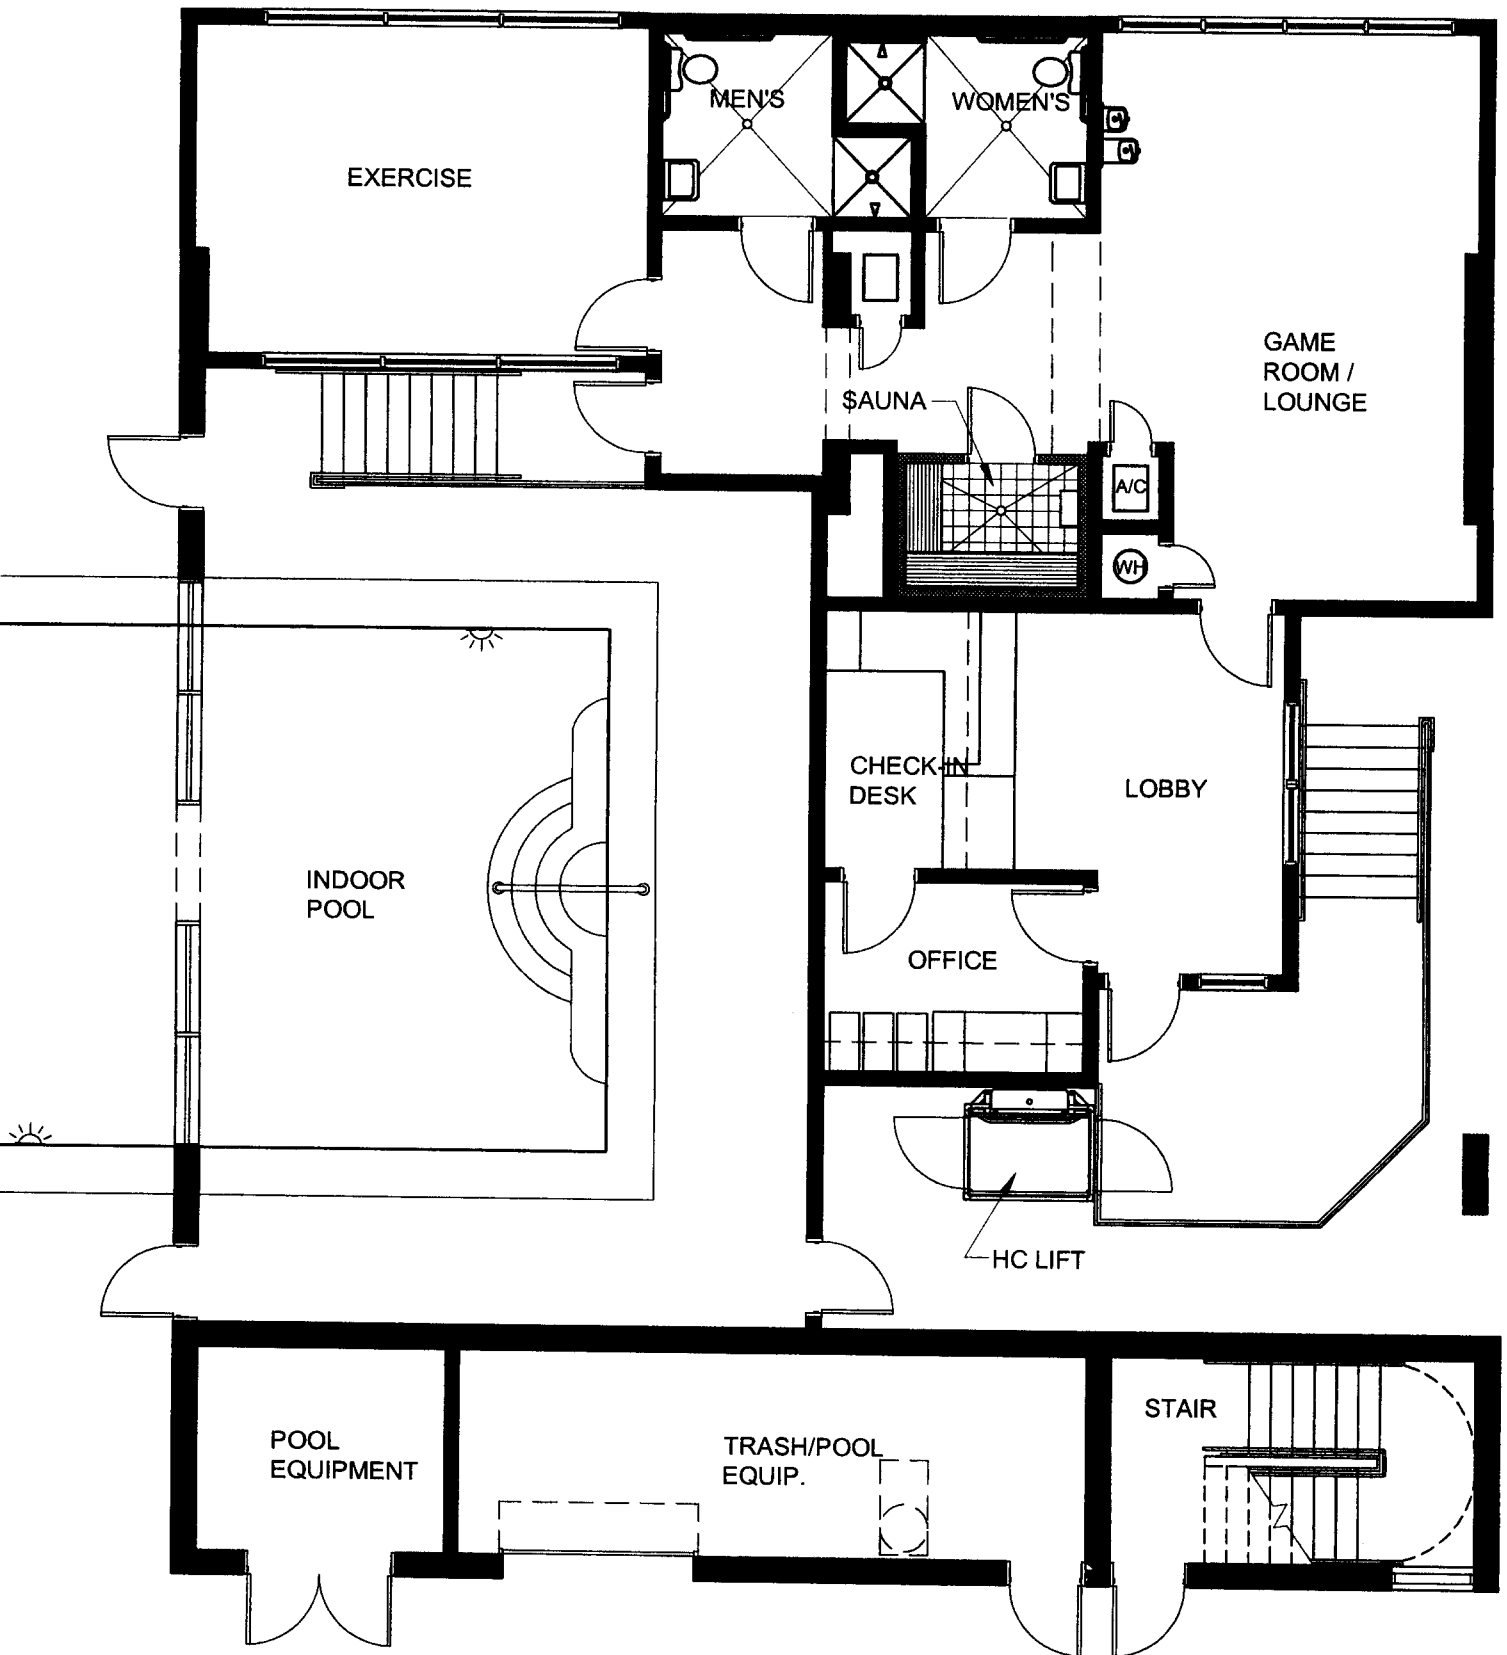 MEN'S
WOMEN'S
EXERCISE
GAME
ROOM /
LOUNGE
SAUNA
A/C
WH
CHECK-IN
DESK
LOBBY
INDOOR
POOL
OFFICE
HC LIFT
STAIR
POOL
EQUIPMENT
TRASH/POOL
EQUIP.